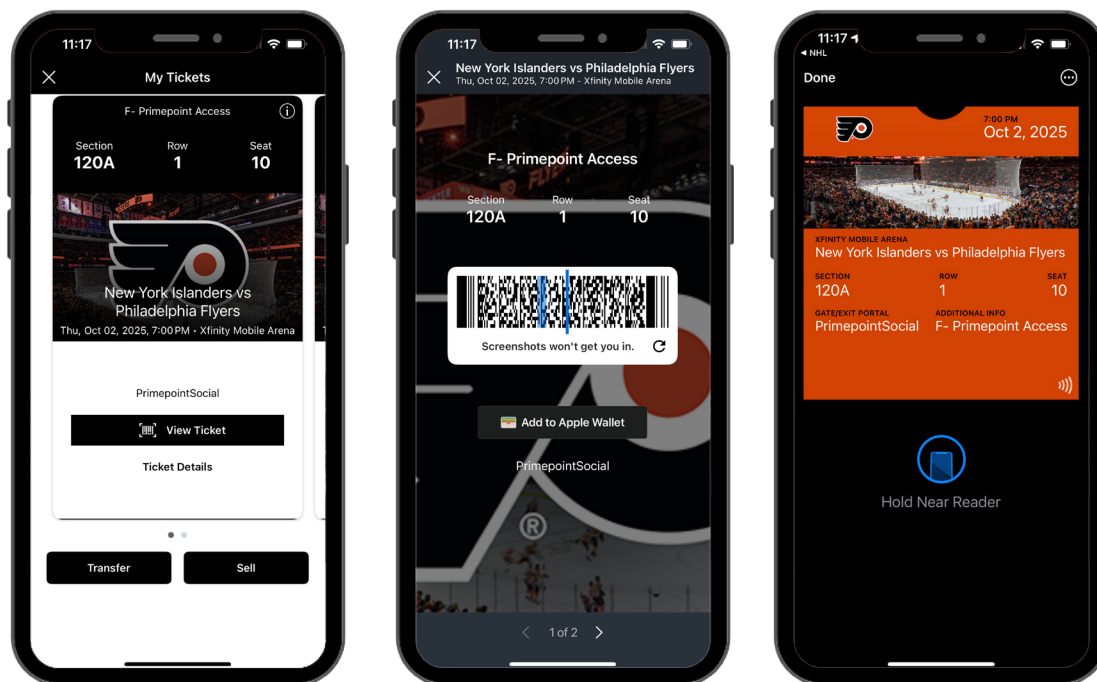 11:17
My Tickets
F- Primepoint Access
Section Row Seat
120A 1 10
New York Islanders vs
Philadelphia Flyers
Thu, Oct 02, 2025, 7:00 PM • Xfinity Mobile Arena
PrimepointSocial
View Ticket
Ticket Details
Transfer Sell
11:17
New York Islanders vs Philadelphia Flyers
Thu, Oct 02, 2025, 7:00 PM - Xfinity Mobile Arena
F- Primepoint Access
Section Row Seat
120A 1 10
Screenshots won't get you in.
Add to Apple Wallet
PrimepointSocial
®
1 of 2
11:17
NHL
Done
7:00 PM
Oct 2, 2025
XFINITY MOBILE ARENA
New York Islanders vs Philadelphia Flyers
SECTION ROW SEAT
120A 1 10
GATE/EXIT PORTAL ADDITIONAL INFO
PrimepointSocial F- Primepoint Access
Hold Near Reader